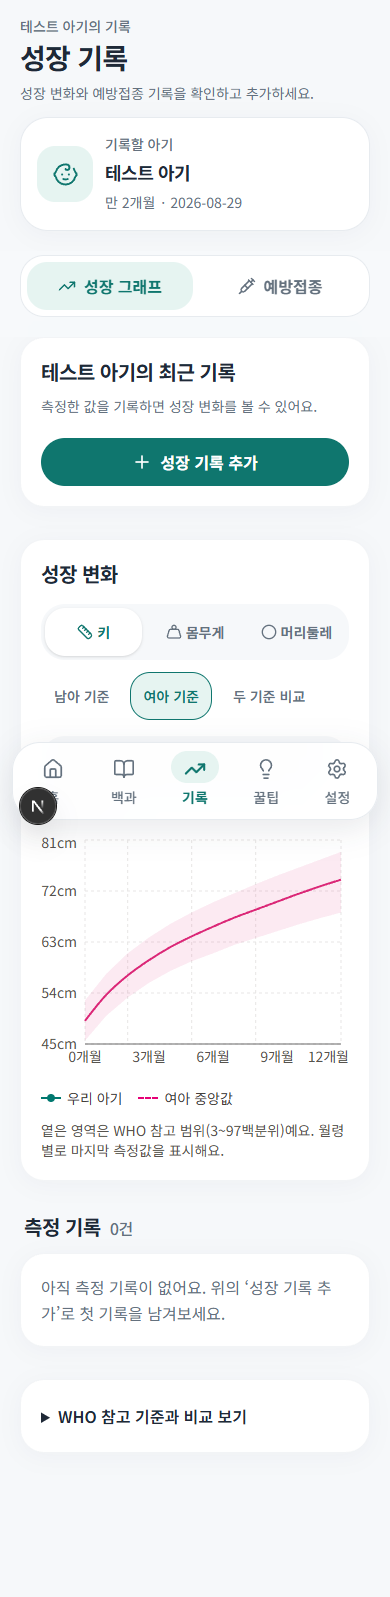 테스트 아기의 기록
성장 기록
성장 변화와 예방접종 기록을 확인하고 추가하세요.
기록할 아기
테스트 아기
만 2개월 · 2026-08-29
성장 그래프
예방접종
테스트 아기의 최근 기록
측정한 값을 기록하면 성장 변화를 볼 수 있어요.
+ 성장 기록 추가
성장 변화
키
몸무게
머리둘레
남아 기준
여아 기준
두 기준 비교
백과
기록
꿀팁
설정
N
81cm
72cm
63cm
54cm
45cm
0개월
3개월
6개월
9개월
12개월
우리 아기
여아 중앙값
옅은 영역은 WHO 참고 범위(3~97백분위)예요. 월령
별로 마지막 측정값을 표시해요.
측정 기록 0건
아직 측정 기록이 없어요. 위의 ‘성장 기록 추
가’로 첫 기록을 남겨보세요.
WHO 참고 기준과 비교 보기